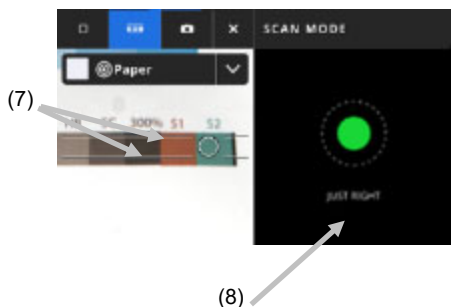 SCAN MODE
Paper
(7)
300% S1 S2
JUST RIGHT
(8)